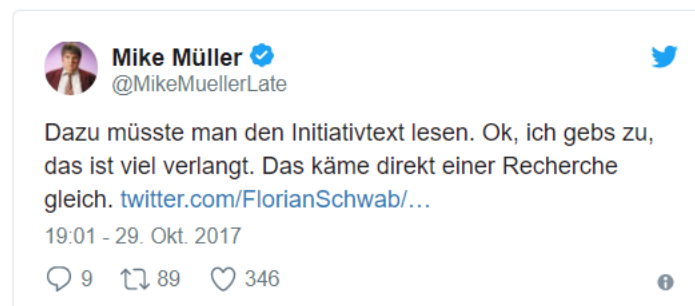 Mike Müller
@MikeMuellerLate
Dazu müsste man den Initiativtext lesen. Ok, ich gebs zu,
das ist viel verlangt. Das käme direkt einer Recherche
gleich. twitter.com/FlorianSchwab/…
19:01 - 29. Okt. 2017
9 89 346